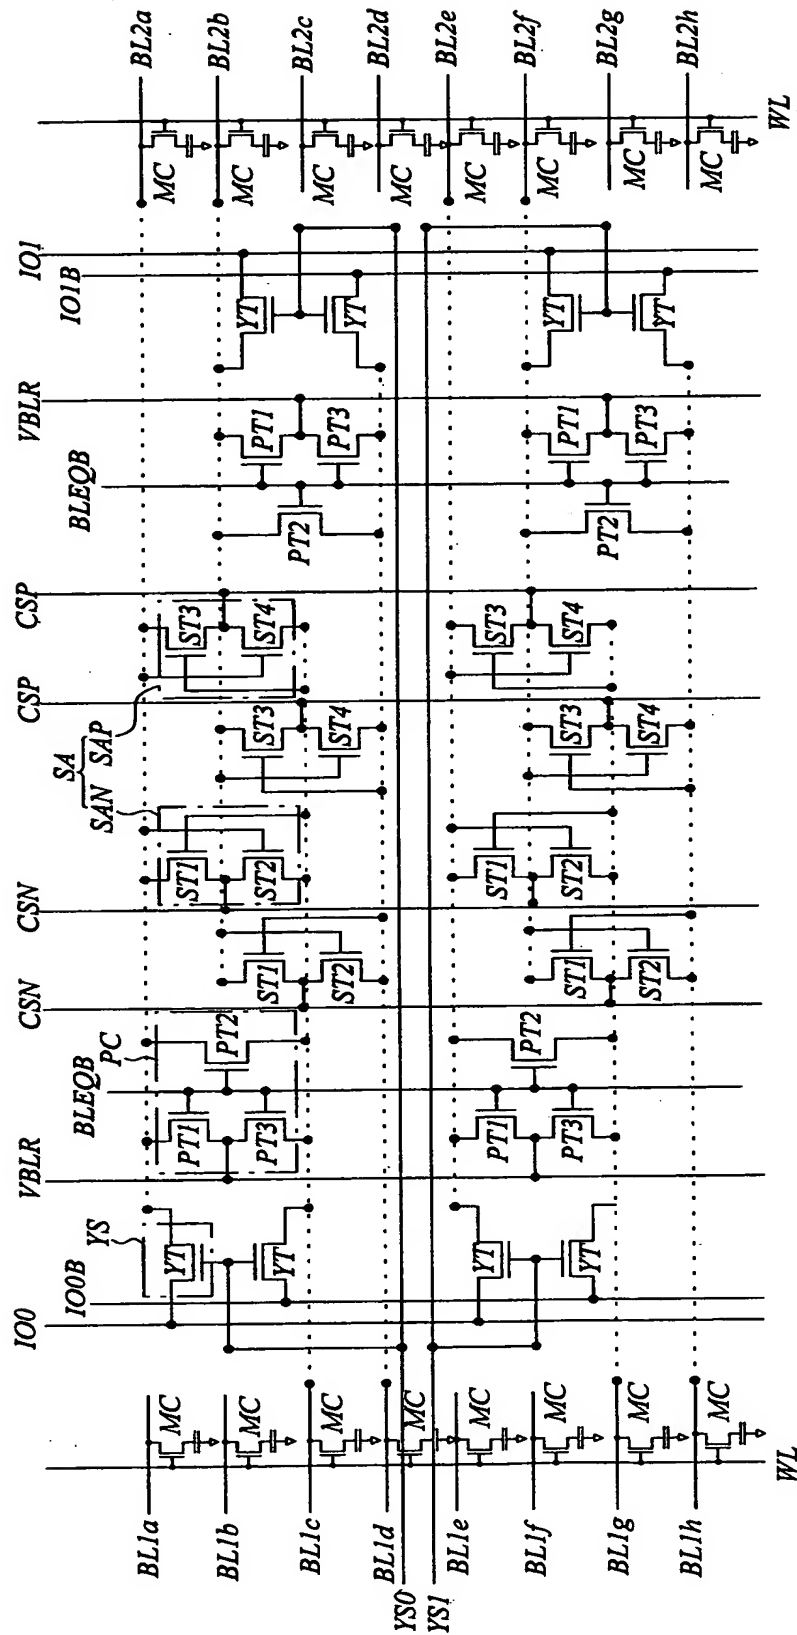 BL2a BL2b BL2c BL2d BL2e BL2f BL2g BL2h
MC MC MC MC MC MC MC MC
WL
IO1
IO1B
YT YT YT YT
VBLR
PT1 PT3 PT1 PT3
BLEQB
PT2 PT2
CSP
ST3 ST4 ST3 ST4
CSP
SA
SAP
ST3 ST4 ST3 ST4
SAN
ST1 ST2 ST1 ST2
CSN
ST1 ST2 ST1 ST2
CSN
PC
PT2 PT2
BLEQB
PT1 PT3 PT1 PT3
VBLR
YS
YT YT YT YT
IO0B
IO0
MC MC MC MC MC MC MC MC
WL
BL1a BL1b BL1c BL1d BL1e BL1f BL1g BL1h
YS0 YS1